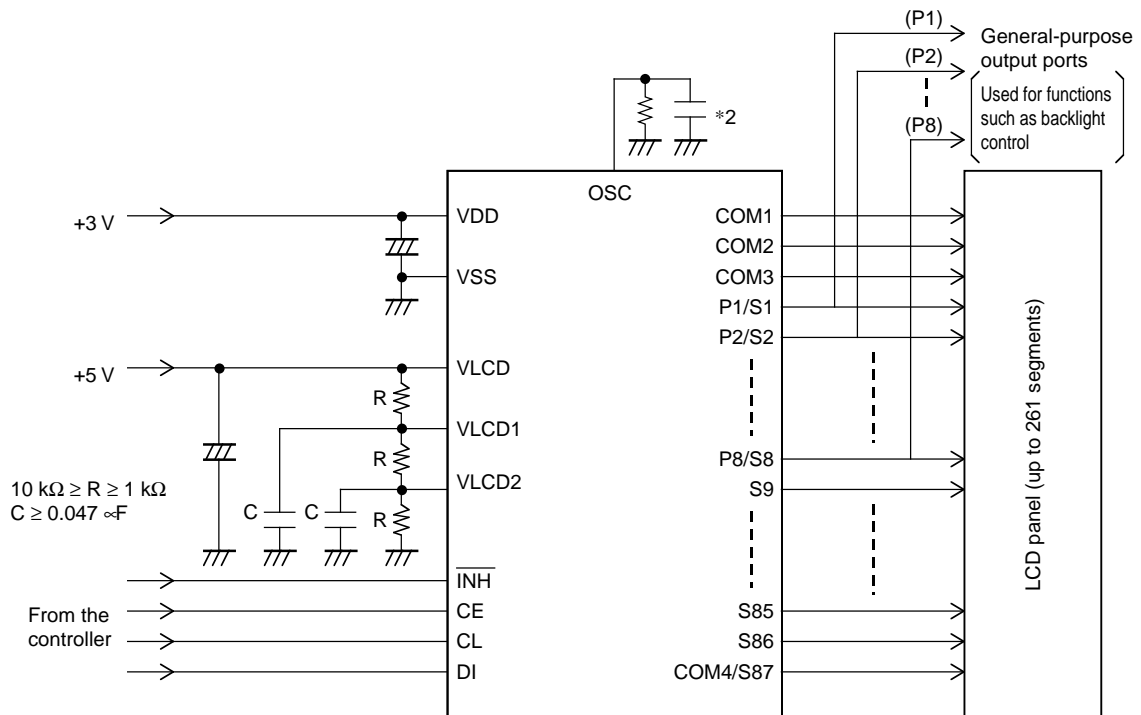 (P1)
General-purpose
output ports
(P2)
Used for functions
such as backlight
control
(P8)
*2
OSC
+3 V
VDD
COM1
COM2
VSS
COM3
P1/S1
P2/S2
+5 V
VLCD
R
VLCD1
R
VLCD2
P8/S8
S9
10 kΩ ≥ R ≥ 1 kΩ
C ≥ 0.047 ∝F
C
C
R
LCD panel (up to 261 segments)
INH
From the
controller
CE
CL
DI
S85
S86
COM4/S87